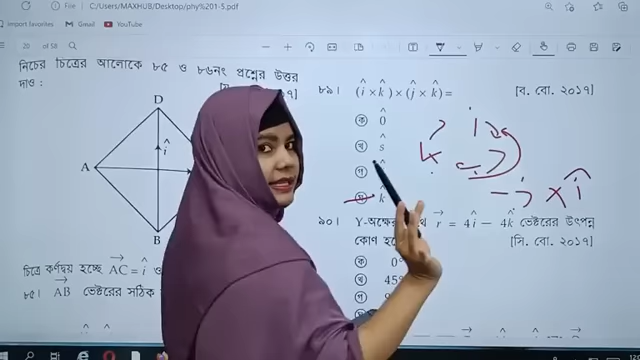 C:/Users/MAXHUB/Desktop/phy%201-5.pdf
import favorites Gmail YouTube
20 of 58
নিচের চিত্রের আলোকে ৮৫ ও ৮৬নং প্রশ্নের উত্তর
দাও :
D
î
A
B
চিত্রে কর্ণদ্বয় হচ্ছে AC⃗ = î
৮৫। AB⃗ ভেক্টরের সঠিক
৮৯। (î × k̂) × (ĵ × k̂) = [ব. বো. ২০১৭]
ক 0̂
খ ŝ
গ
ঘ k̂
i
k
j
– j × î
৯০। Y-অক্ষের r⃗ = 4î – 4k̂ ভেক্টরের উৎপন্ন
কোণ [সি. বো. ২০১৭]
ক 0°
খ 45°
গ